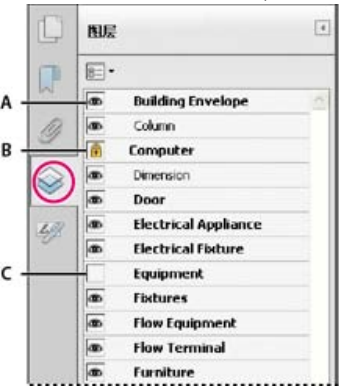 图层
A
Building Envelope
Column
B
Computer
Dimension
Door
Electrical Appliance
Electrical Fixture
C
Equipment
Fixtures
Flow Equipment
Flow Terminal
Furniture